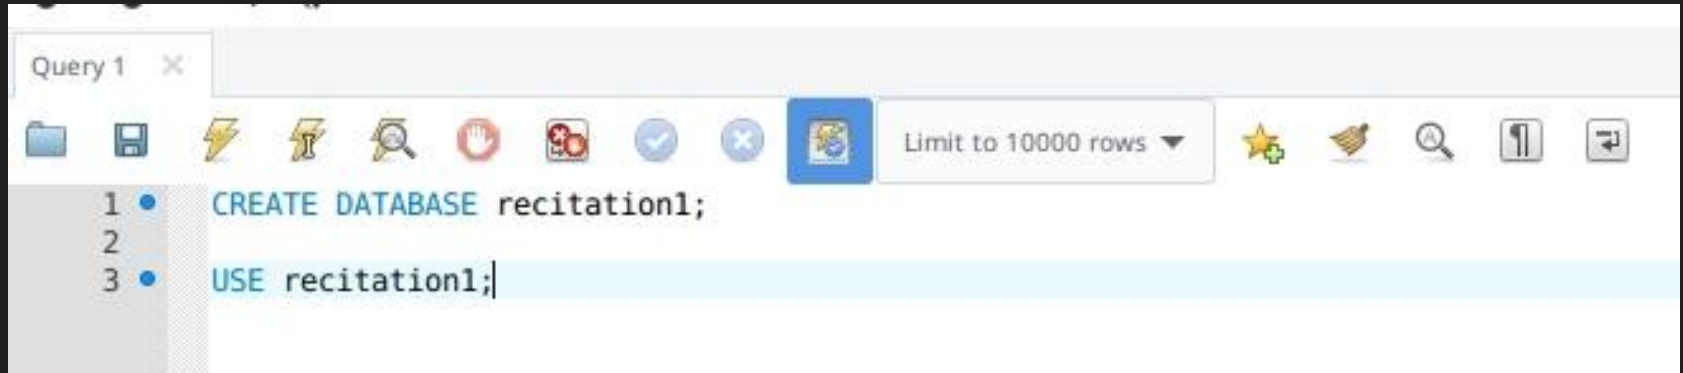 Query 1
Limit to 10000 rows
1 CREATE DATABASE recitation1;
2
3 USE recitation1;